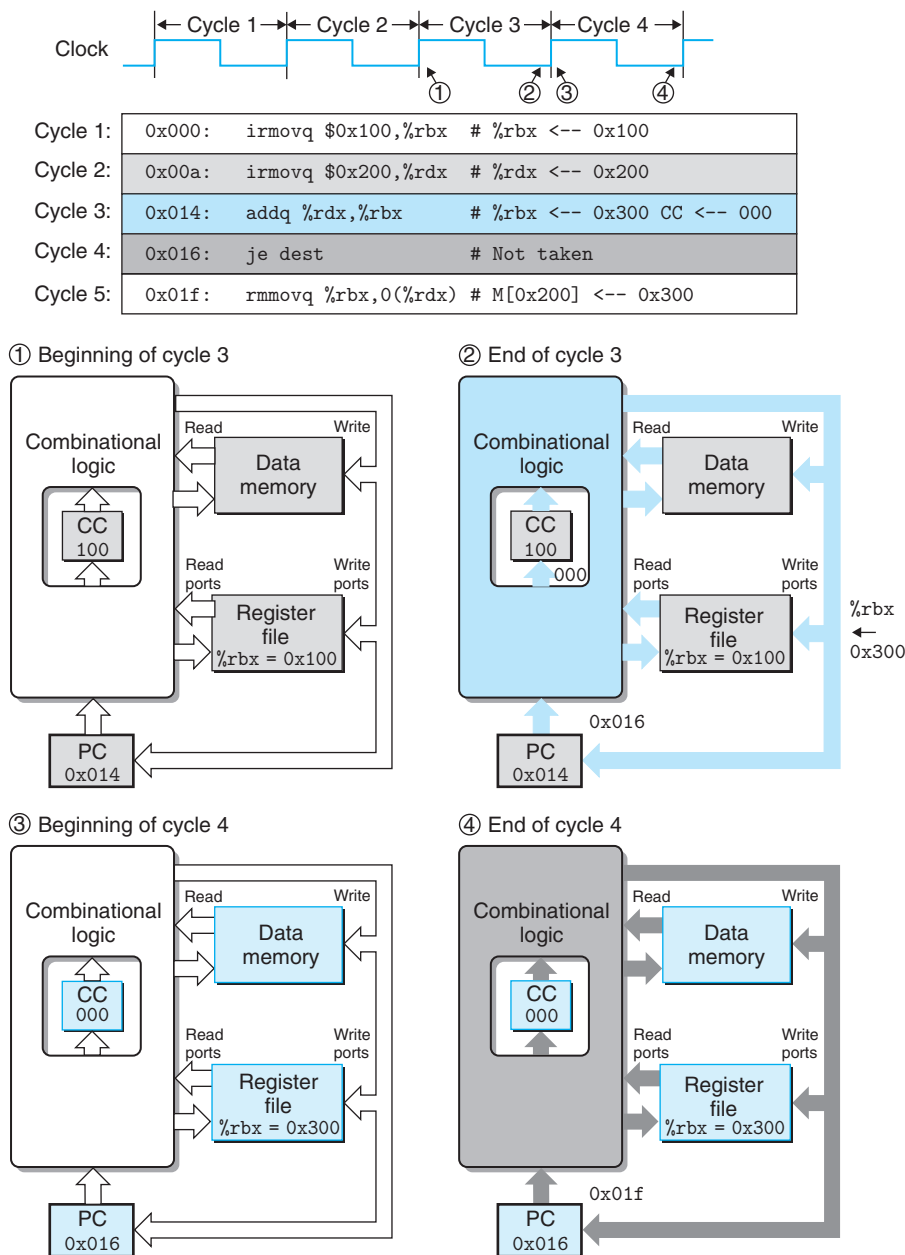 Cycle 1 Cycle 2 Cycle 3 Cycle 4
Clock
① ② ③ ④
Cycle 1: 0x000: irmovq $0x100,%rbx # %rbx <-- 0x100
Cycle 2: 0x00a: irmovq $0x200,%rdx # %rdx <-- 0x200
Cycle 3: 0x014: addq %rdx,%rbx # %rbx <-- 0x300 CC <-- 000
Cycle 4: 0x016: je dest # Not taken
Cycle 5: 0x01f: rmmovq %rbx,0(%rdx) # M[0x200] <-- 0x300
① Beginning of cycle 3
Combinational
logic
CC
100
Read
Write
Data
memory
Read
ports
Write
ports
Register
file
%rbx = 0x100
PC
0x014
② End of cycle 3
Combinational
logic
CC
100
000
Read
Write
Data
memory
Read
ports
Write
ports
Register
file
%rbx = 0x100
%rbx
0x300
0x016
PC
0x014
③ Beginning of cycle 4
Combinational
logic
CC
000
Read
Write
Data
memory
Read
ports
Write
ports
Register
file
%rbx = 0x300
PC
0x016
④ End of cycle 4
Combinational
logic
CC
000
Read
Write
Data
memory
Read
ports
Write
ports
Register
file
%rbx = 0x300
0x01f
PC
0x016